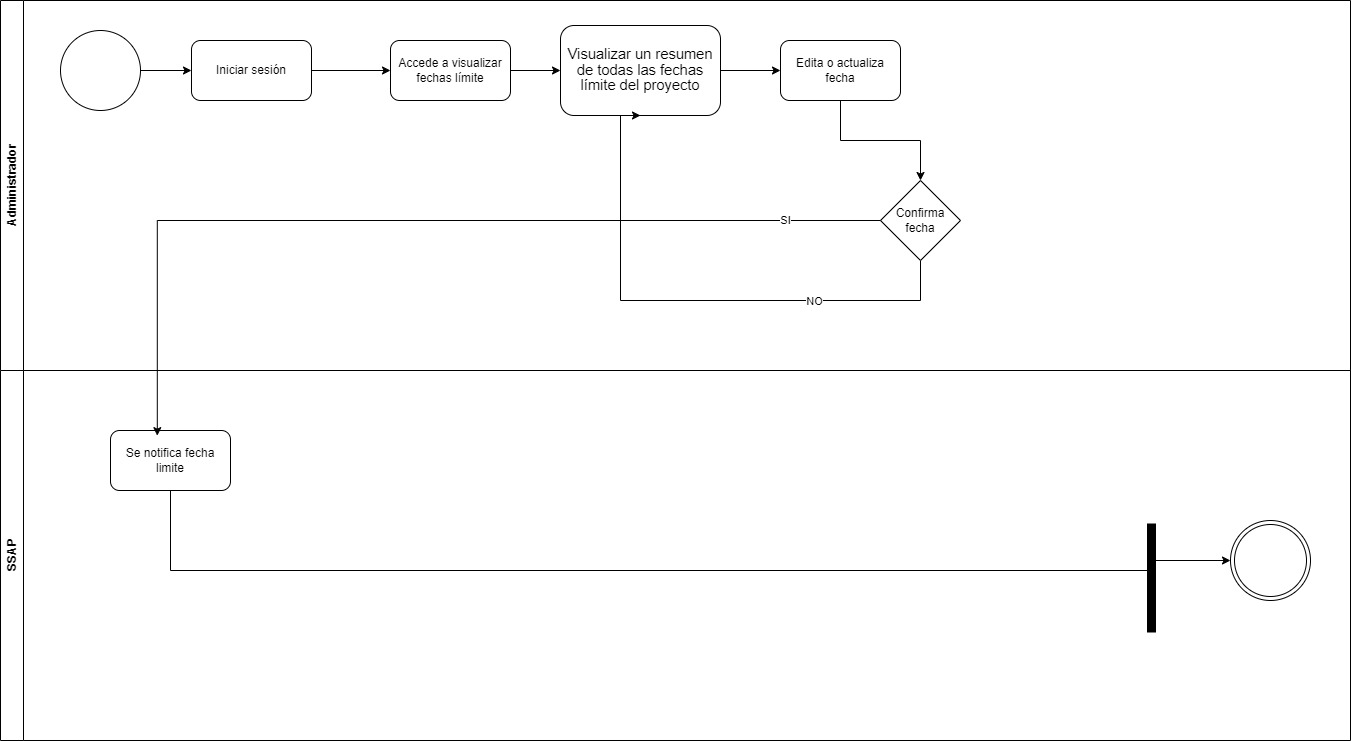 Administrador
Iniciar sesión
Accede a visualizar
fechas límite
Visualizar un resumen
de todas las fechas
límite del proyecto
Edita o actualiza
fecha
Confirma
fecha
SI
NO
SSAP
Se notifica fecha
limite